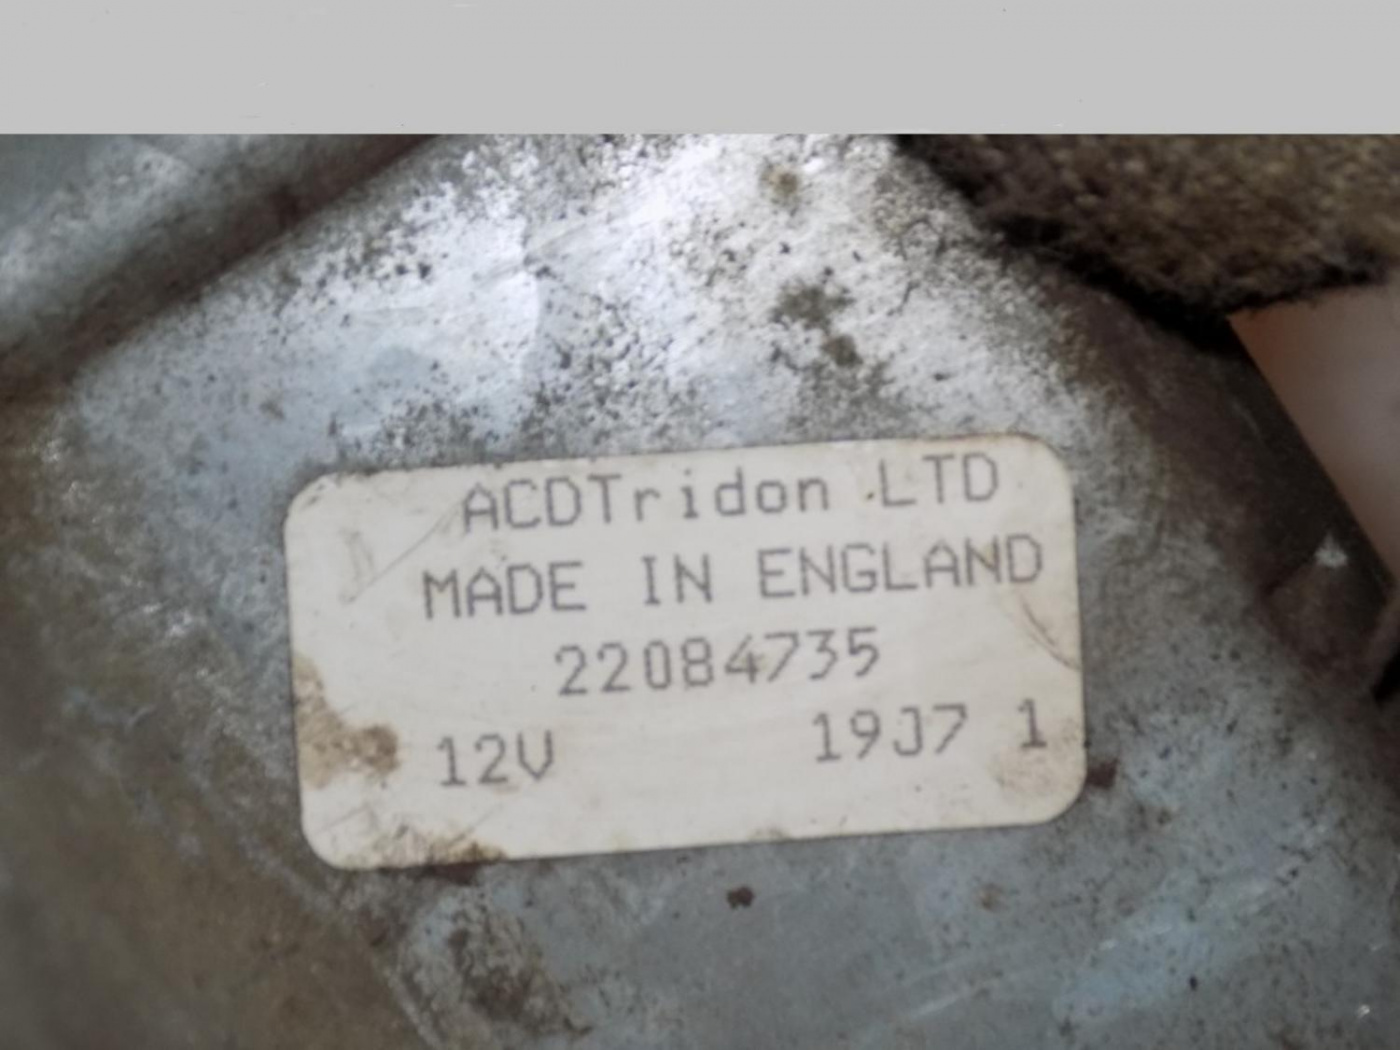 ACDTridon LTD
MADE IN ENGLAND
22084735
12V 19J7 1